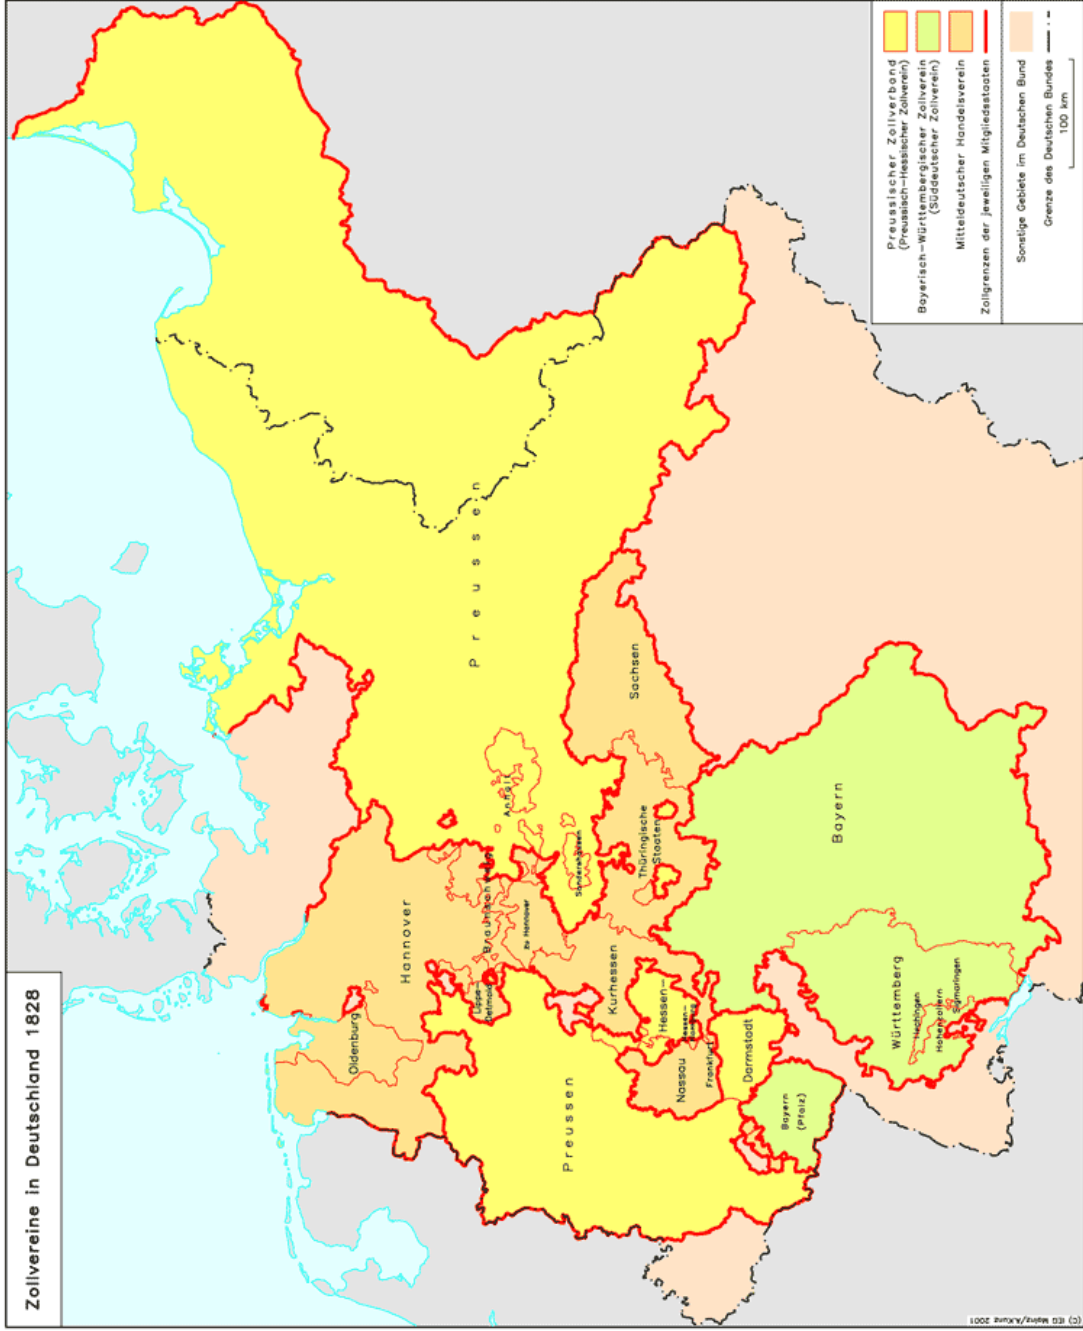 Zollvereine in Deutschland 1828
Preussischer Zollverband
(Preussisch-Hessischer Zollverein)
Bayerisch-Württembergischer Zollverein
(Süddeutscher Zollverein)
Mitteldeutscher Handelsverein
Zollgrenzen der jeweiligen Mitgliedsstaaten
Sonstige Gebiete im Deutschen Bund
Grenze des Deutschen Bundes
100 km
Preussen
Hannover
Oldenburg
Braunschweig
Lippe-
Detmold
zu Hannover
Anhalt
Sondershausen
Sachsen
Thüringische
Staaten
Kurhessen
Hessen-
Hessen-
Homburg
Nassau
Frankfurt
Darmstadt
Preussen
Bayern
(Pfalz)
Bayern
Württemberg
Hechingen
Hohenzollern
Sigmaringen
(C) IEG Mainz/A.Kunz 2001